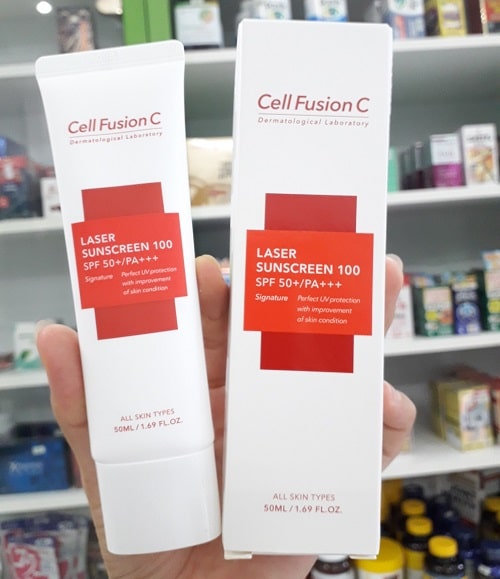 Cell Fusion C
Dermatological Laboratory
LASER
SUNSCREEN 100
SPF 50+/PA+++
Signature
Perfect UV protection
with improvement
of skin condition
ALL SKIN TYPES
50ML / 1.69 FL.OZ.
Cell Fusion C
Dermatological Laboratory
LASER
SUNSCREEN 100
SPF 50+/PA+++
Signature
Perfect UV protection
with improvement
of skin condition
ALL SKIN TYPES
50ML / 1.69 FL.OZ.